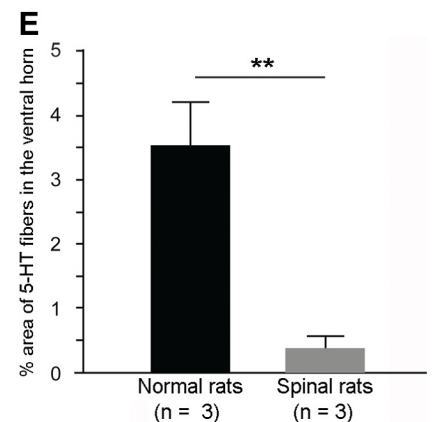 E
% area of 5-HT fibers in the ventral horn
5
4
3
2
1
0
**
Normal rats
(n = 3)
Spinal rats
(n = 3)